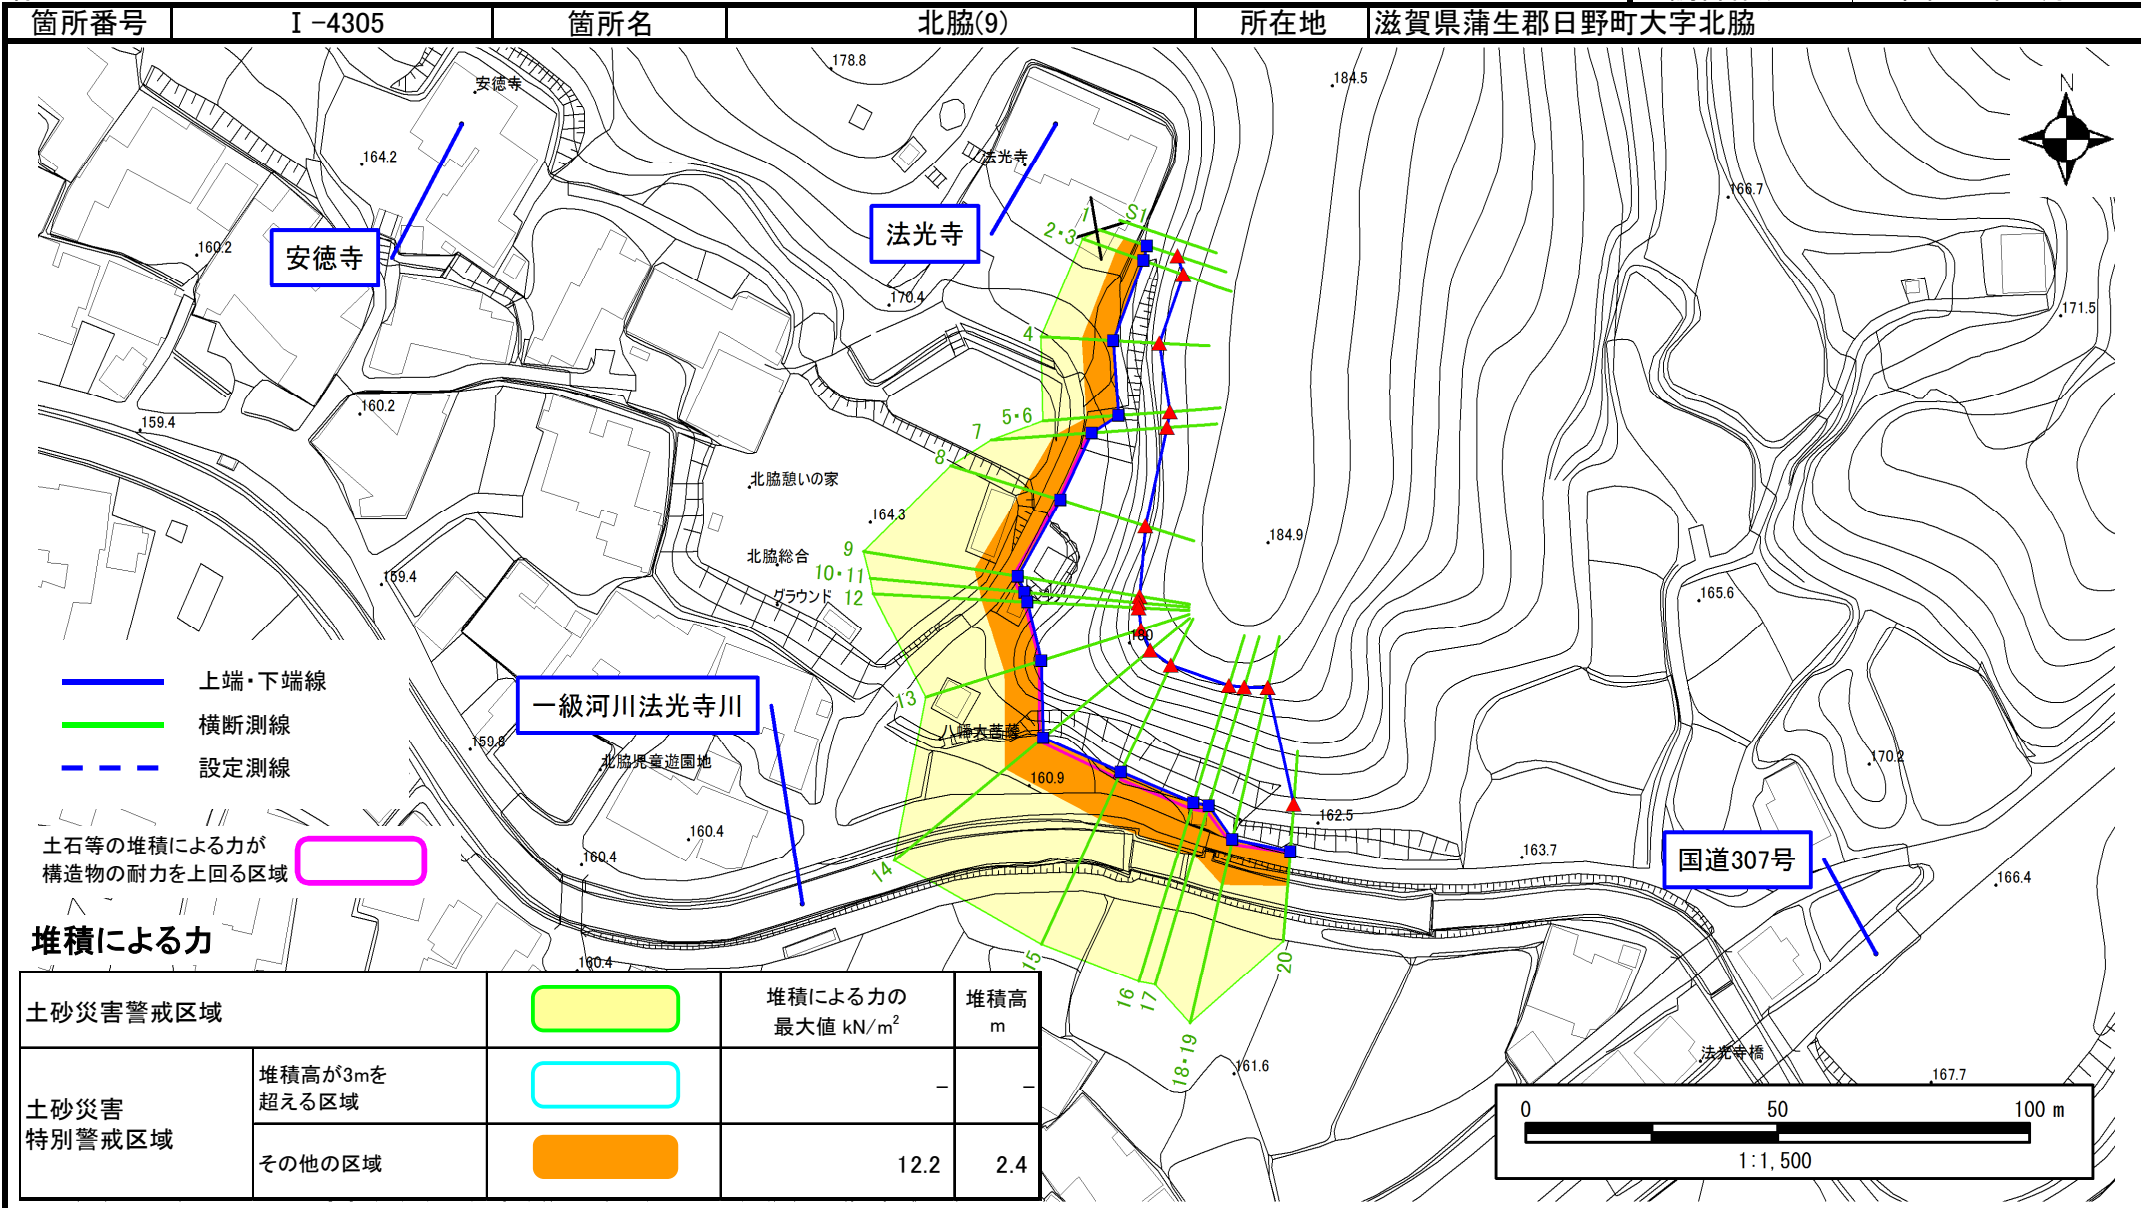 箇所番号 Ⅰ-4305 箇所名 北脇(9) 所在地 滋賀県蒲生郡日野町大字北脇
178.8
184.5
N
安徳寺
164.2
法光寺
166.7
160.2
安徳寺
法光寺
1
S1
2・3
170.4
171.5
4
160.2
159.4
5・6
7
8
北脇憩いの家
164.3
184.9
9
北脇総合
10・11
グラウンド
12
159.4
165.6
180
上端・下端線
横断測線
設定測線
13
一級河川法光寺川
八幡大菩薩
159.8
北脇児童遊園地
160.9
170.2
162.5
160.4
163.7
国道307号
土石等の堆積による力が
構造物の耐力を上回る区域
160.4
14
166.4
堆積による力
160.4
15
16
17
18・19
20
161.6
法光寺橋
167.7
土砂災害警戒区域
堆積による力の
最大値 kN/m²
堆積高
m
土砂災害
特別警戒区域
堆積高が3mを
超える区域
－ －
その他の区域
12.2 2.4
0 50 100 m
1:1,500